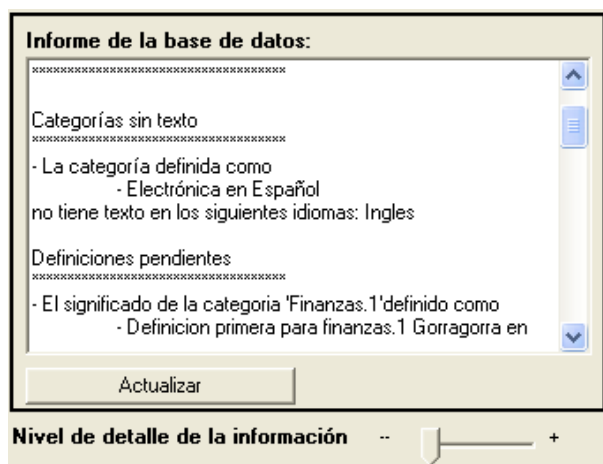 Informe de la base de datos:
************************************
Categorías sin texto
************************************
- La categoría definida como
- Electrónica en Español
no tiene texto en los siguientes idiomas: Ingles
Definiciones pendientes
************************************
- El significado de la categoria 'Finanzas.1'definido como
- Definicion primera para finanzas.1 Gorragorra en
Actualizar
Nivel de detalle de la información -- +